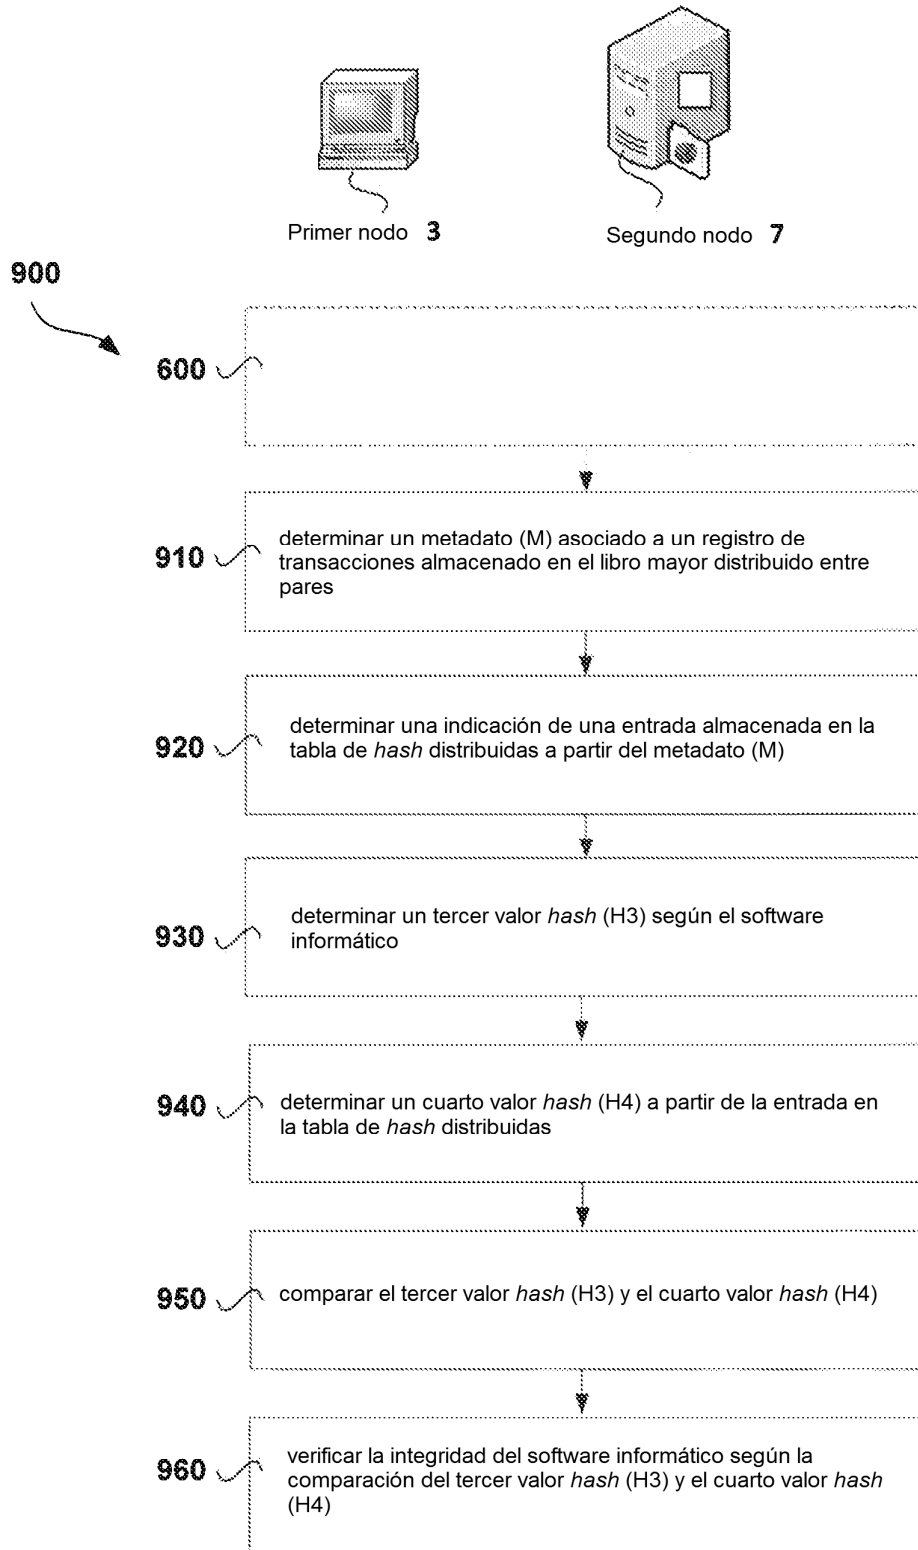 Primer nodo 3
Segundo nodo 7
900
600
910
determinar un metadato (M) asociado a un registro de
transacciones almacenado en el libro mayor distribuido entre
pares
920
determinar una indicación de una entrada almacenada en la
tabla de hash distribuidas a partir del metadato (M)
930
determinar un tercer valor hash (H3) según el software
informático
940
determinar un cuarto valor hash (H4) a partir de la entrada en
la tabla de hash distribuidas
950
comparar el tercer valor hash (H3) y el cuarto valor hash (H4)
960
verificar la integridad del software informático según la
comparación del tercer valor hash (H3) y el cuarto valor hash
(H4)